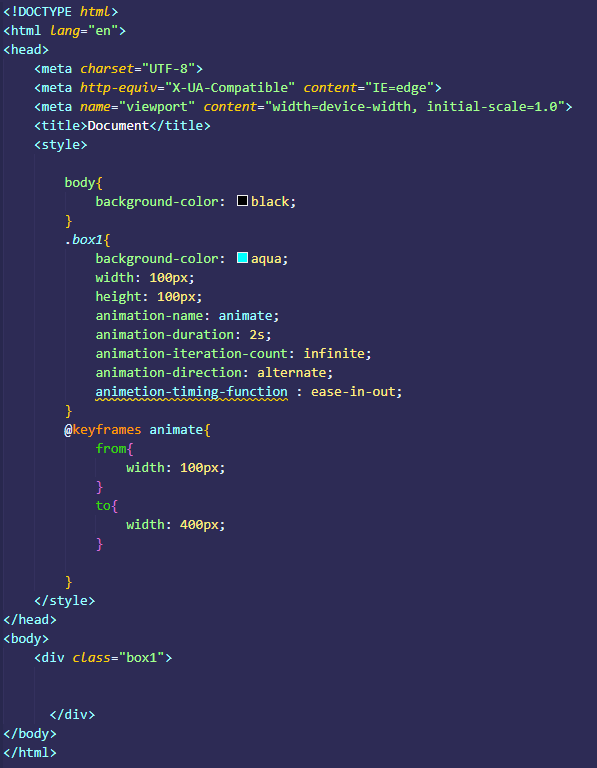 <!DOCTYPE html>
<html lang="en">
<head>
    <meta charset="UTF-8">
    <meta http-equiv="X-UA-Compatible" content="IE=edge">
    <meta name="viewport" content="width=device-width, initial-scale=1.0">
    <title>Document</title>
    <style>
        body{
            background-color: black;
        }
        .box1{
            background-color: aqua;
            width: 100px;
            height: 100px;
            animation-name: animate;
            animation-duration: 2s;
            animation-iteration-count: infinite;
            animation-direction: alternate;
            animetion-timing-function : ease-in-out;
        }
        @keyframes animate{
            from{
                width: 100px;
            }
            to{
                width: 400px;
            }
        }
    </style>
</head>
<body>
    <div class="box1">
      </div>
</body>
</html>